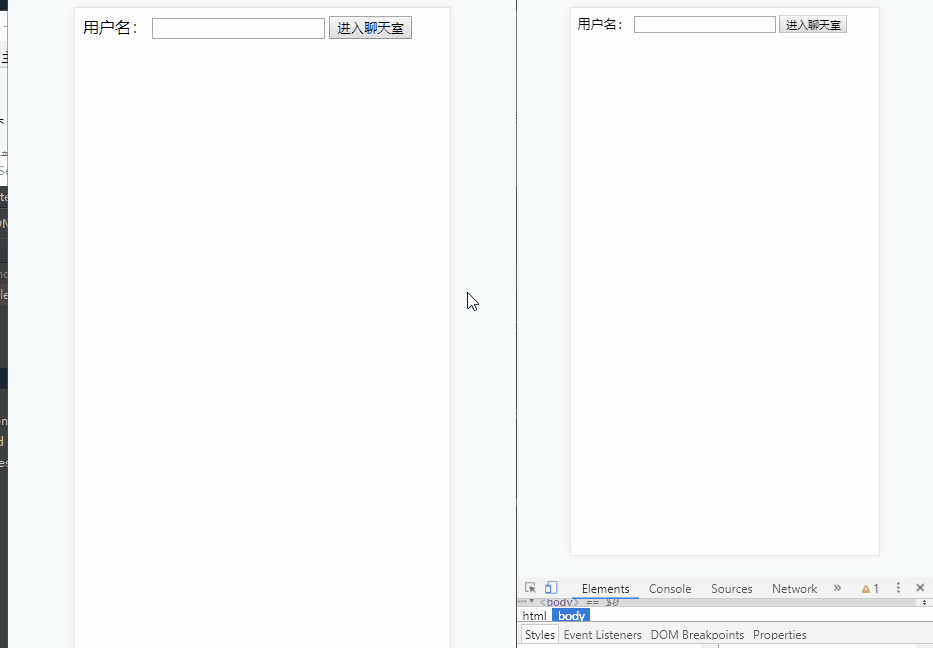 用户名： 进入聊天室
用户名： 进入聊天室
Elements Console Sources Network » 1
<body> == $0
html body
Styles Event Listeners DOM Breakpoints Properties